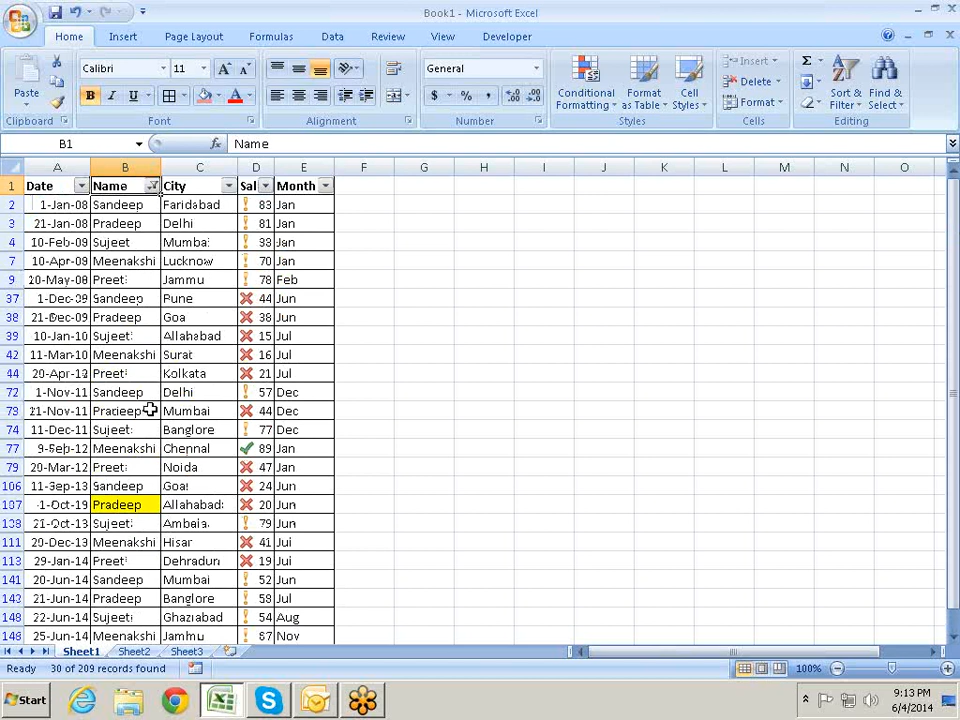 Book1 - Microsoft Excel
Home Insert Page Layout Formulas Data Review View Developer
Paste Calibri 11 A A General Conditional Formatting Format as Table Cell Styles Insert Delete Format Sort & Filter Find & Select
B I U A $ % ,
Clipboard Font Alignment Number Styles Cells Editing
B1 fx Name
A B C D E F G H I J K L M N O
1 Date Name City Sal Month
2 1-Jan-08 Sandeep Faridabad 83 Jan
3 21-Jan-08 Pradeep Delhi 81 Jan
4 10-Feb-09 Sujeet Mumbai 33 Jan
7 10-Apr-09 Meenakshi Lucknow 70 Jan
9 20-May-08 Preeti Jammu 78 Feb
37 1-Dec-09 Sandeep Pune 44 Jun
38 21-Dec-09 Pradeep Goa 38 Jun
39 10-Jan-10 Sujeet Allahabad 15 Jul
42 11-Mar-10 Meenakshi Surat 16 Jul
44 20-Apr-12 Preeti Kolkata 21 Jul
72 1-Nov-11 Sandeep Delhi 57 Dec
73 21-Nov-11 Pradeep Mumbai 44 Dec
74 11-Dec-11 Sujeet Banglore 77 Dec
77 9-Feb-12 Meenakshi Chennal 89 Jan
79 20-Mar-12 Preeti Noida 47 Jan
106 11-Sep-13 Sandeep Goa 24 Jun
107 1-Oct-19 Pradeep Allahabad 20 Jun
108 21-Oct-13 Sujeet Ambala 79 Jun
111 20-Dec-13 Meenakshi Hisar 41 Jul
113 29-Jan-14 Preeti Dehradun 19 Jul
141 20-Jun-14 Sandeep Mumbai 52 Jun
143 21-Jun-14 Pradeep Banglore 58 Jul
22-Jun-14 Sujeet Ghaziabad 54 Aug
146 25-Jun-14 Meenakshi Jammu 67 Nov
Sheet1 Sheet2 Sheet3
Ready 30 of 209 records found 100%
Start 9:13 PM
6/4/2014